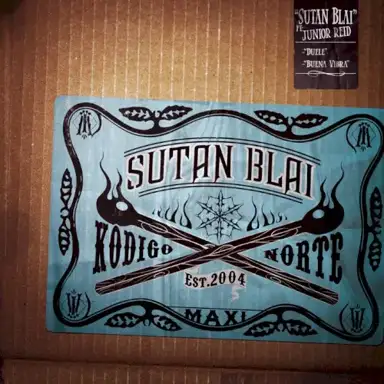 "SUTAN BLAI"
FT. JUNIOR REID
-"DUELE"
-"BUENA VIBRA"
SUTAN BLAI
KODIGO NORTE
EST. 2004
MAXI